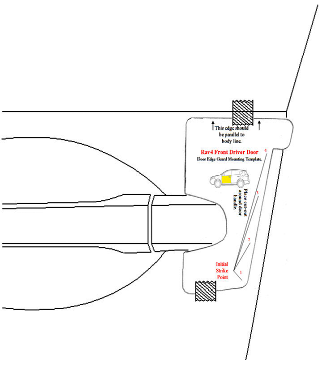 This edge should
be parallel to
body line.
Rav4 Front Driver Door
Door Edge Guard Mounting Template.
Initial
Strike
Point